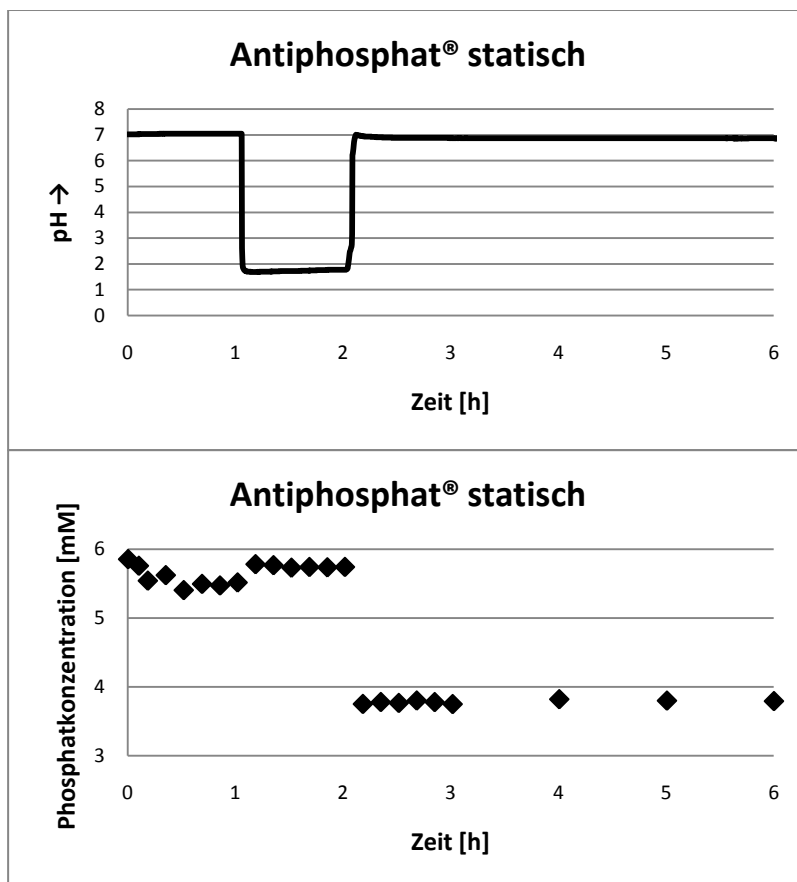 Antiphosphat® statisch
8
7
6
5
4
3
2
1
0
pH →
0 1 2 3 4 5 6
Zeit [h]
Antiphosphat® statisch
6
5
4
3
Phosphatkonzentration [mM]
0 1 2 3 4 5 6
Zeit [h]